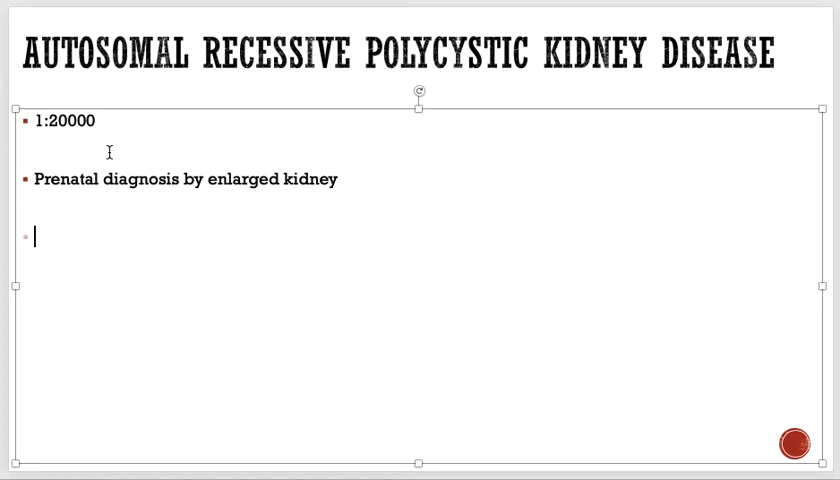 AUTOSOMAL RECESSIVE POLYCYSTIC KIDNEY DISEASE
1:20000
Prenatal diagnosis by enlarged kidney